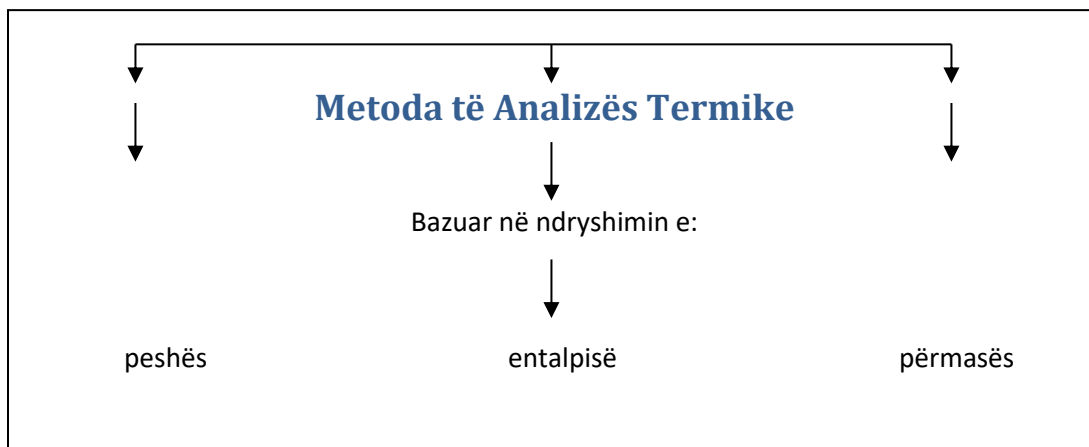 Metoda të Analizës Termike
Bazuar në ndryshimin e:
peshës entalpisë përmasës